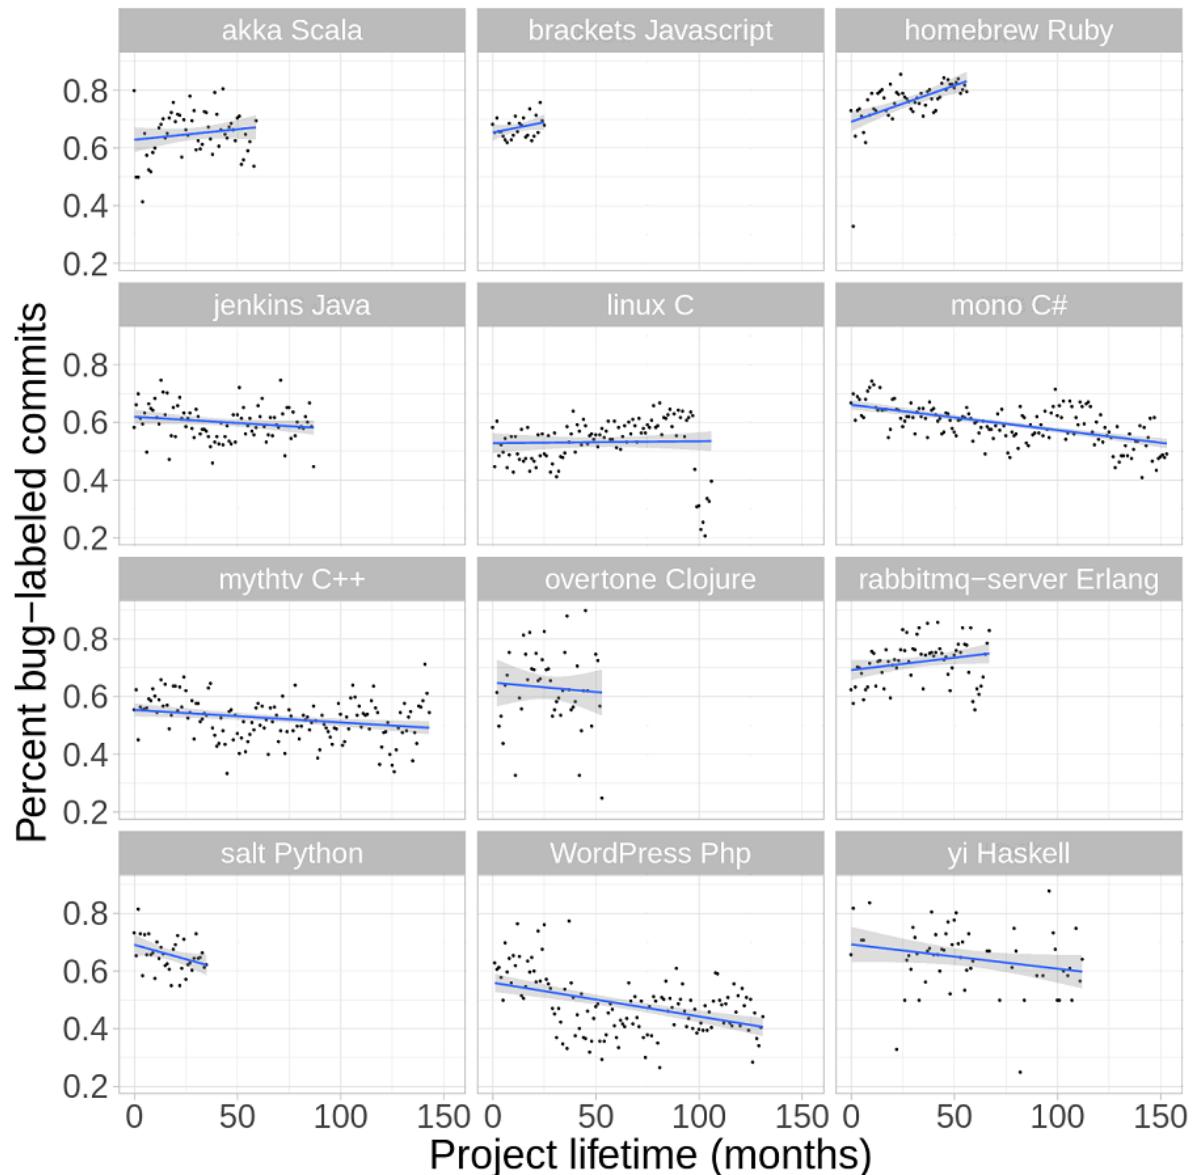 akka Scala
brackets Javascript
homebrew Ruby
0.8
0.6
0.4
0.2
jenkins Java
linux C
mono C#
0.8
0.6
0.4
0.2
mythtv C++
overtone Clojure
rabbitmq−server Erlang
0.8
0.6
0.4
0.2
salt Python
WordPress Php
yi Haskell
0.8
0.6
0.4
0.2
0 50 100 150 0 50 100 150 0 50 100 150
Project lifetime (months)
Percent bug−labeled commits